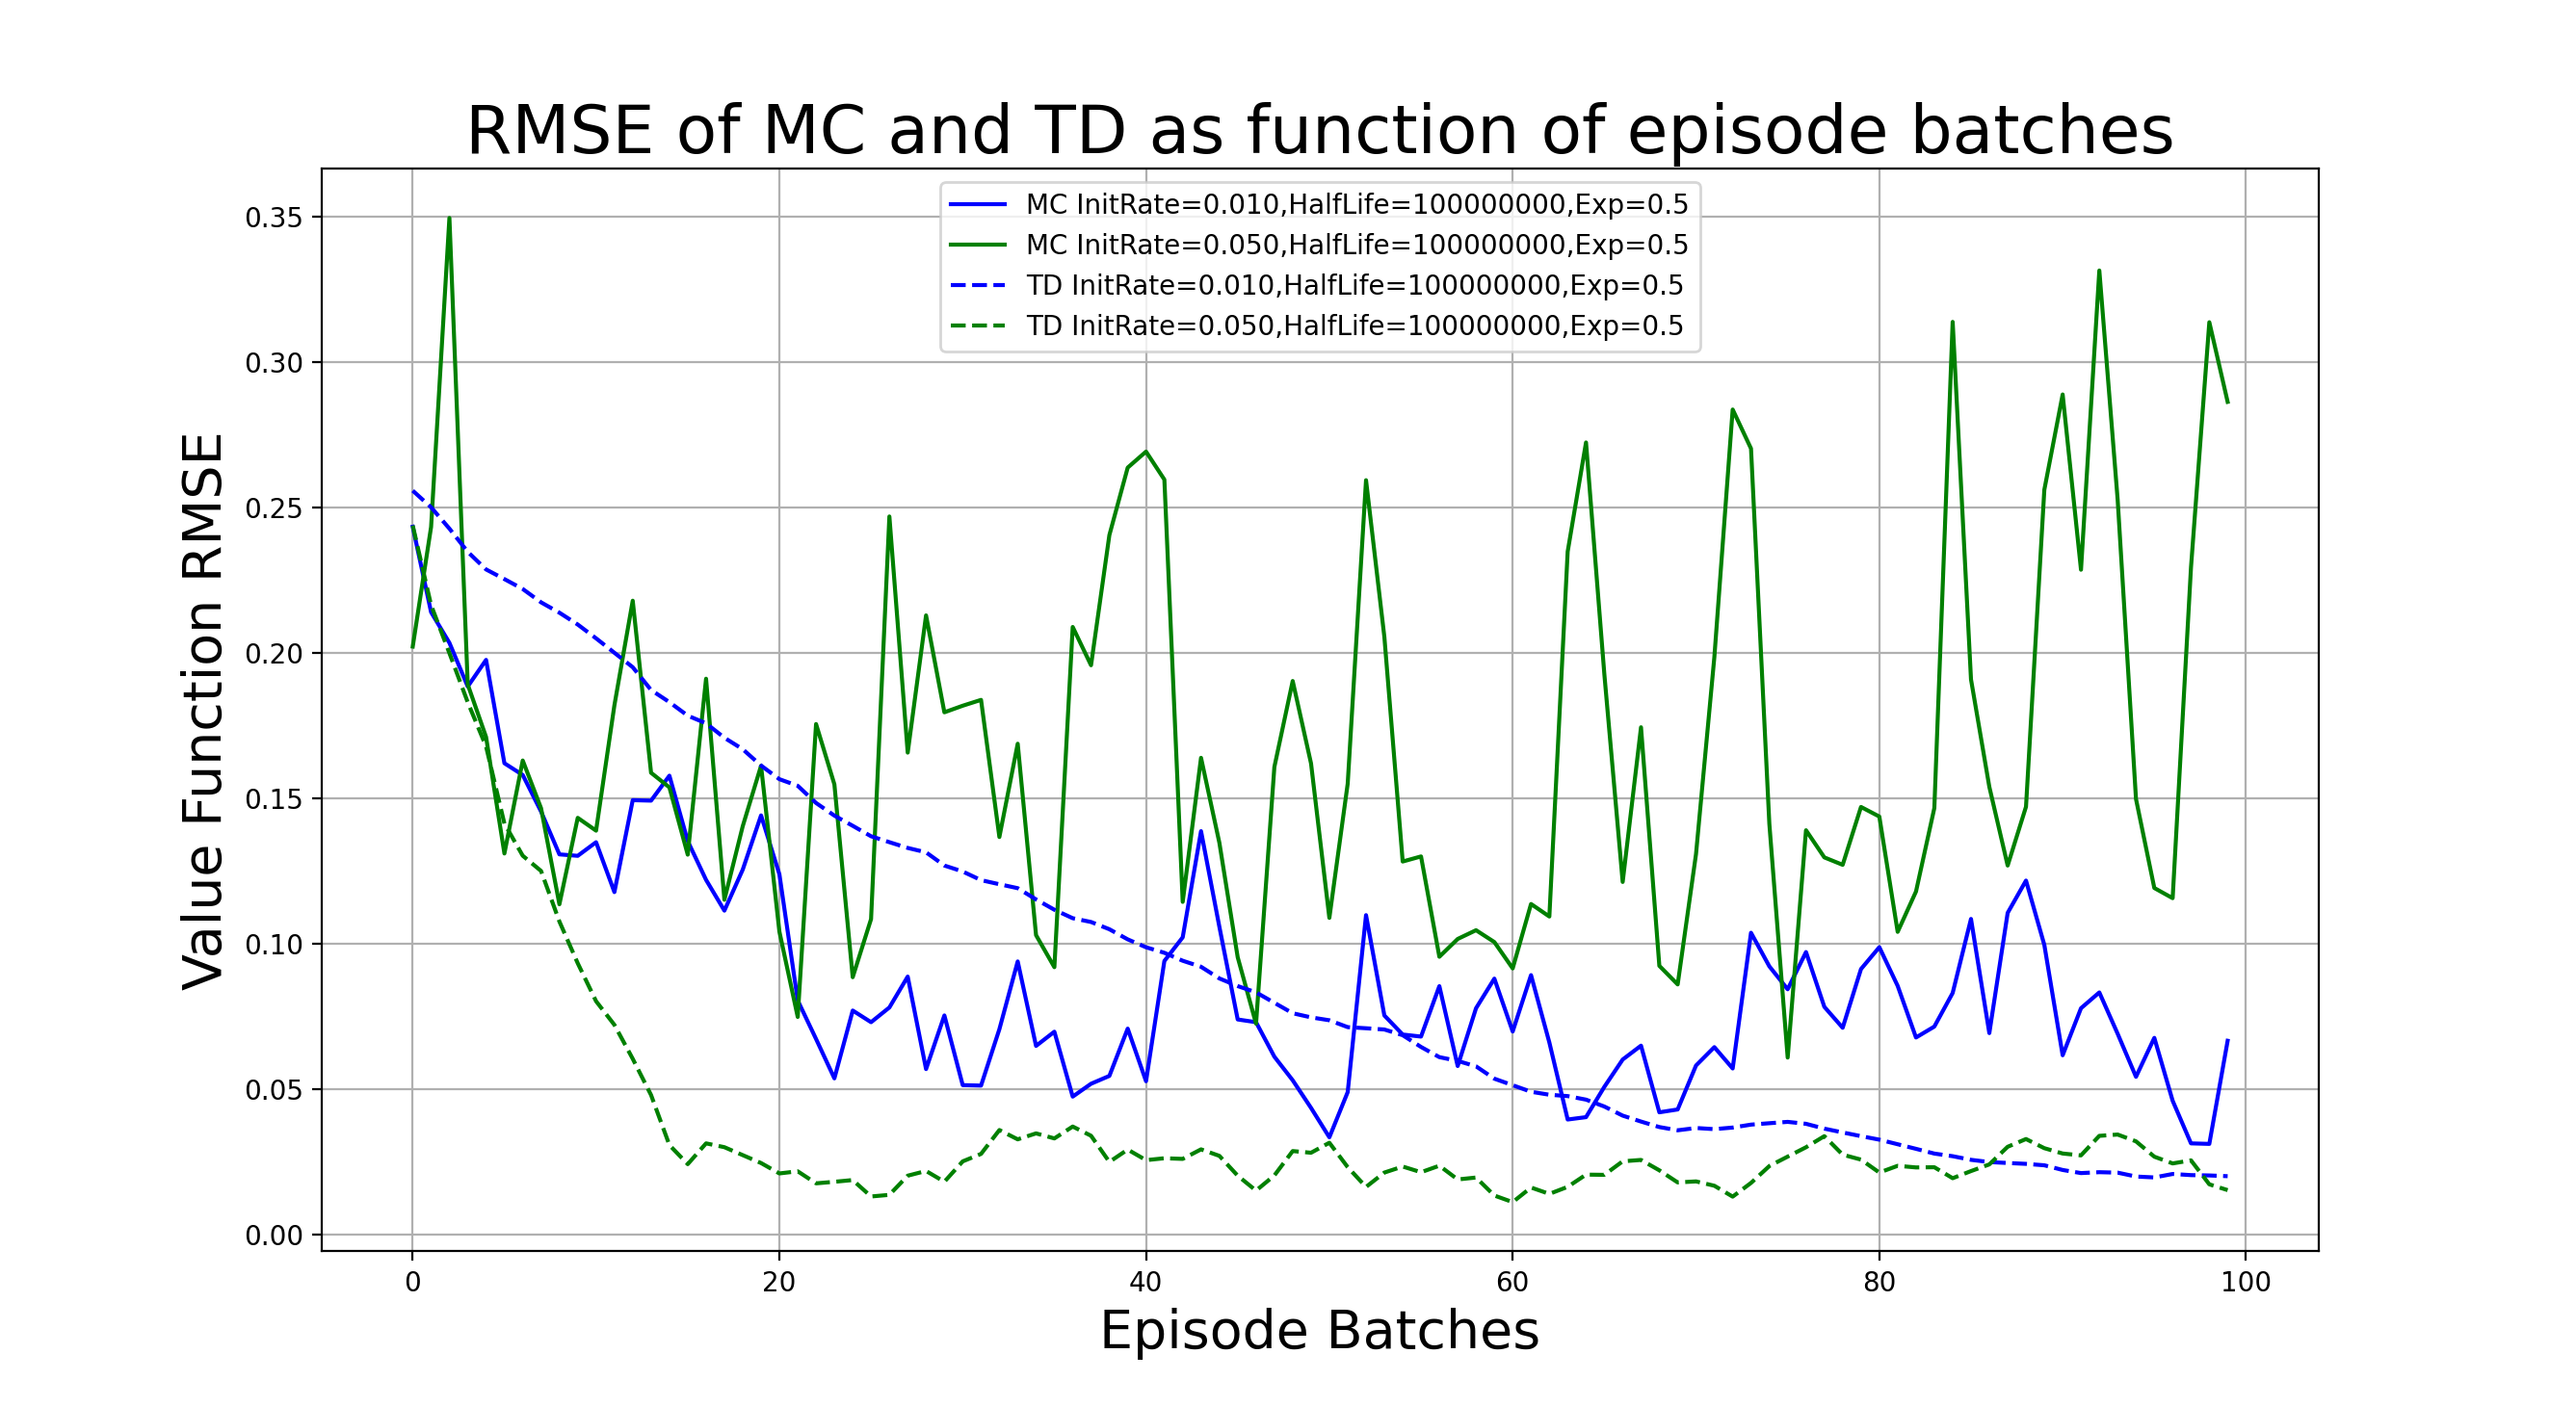 RMSE of MC and TD as function of episode batches
MC InitRate=0.010,HalfLife=100000000,Exp=0.5
MC InitRate=0.050,HalfLife=100000000,Exp=0.5
TD InitRate=0.010,HalfLife=100000000,Exp=0.5
TD InitRate=0.050,HalfLife=100000000,Exp=0.5
Value Function RMSE
0.35
0.30
0.25
0.20
0.15
0.10
0.05
0.00
0 20 40 60 80 100
Episode Batches